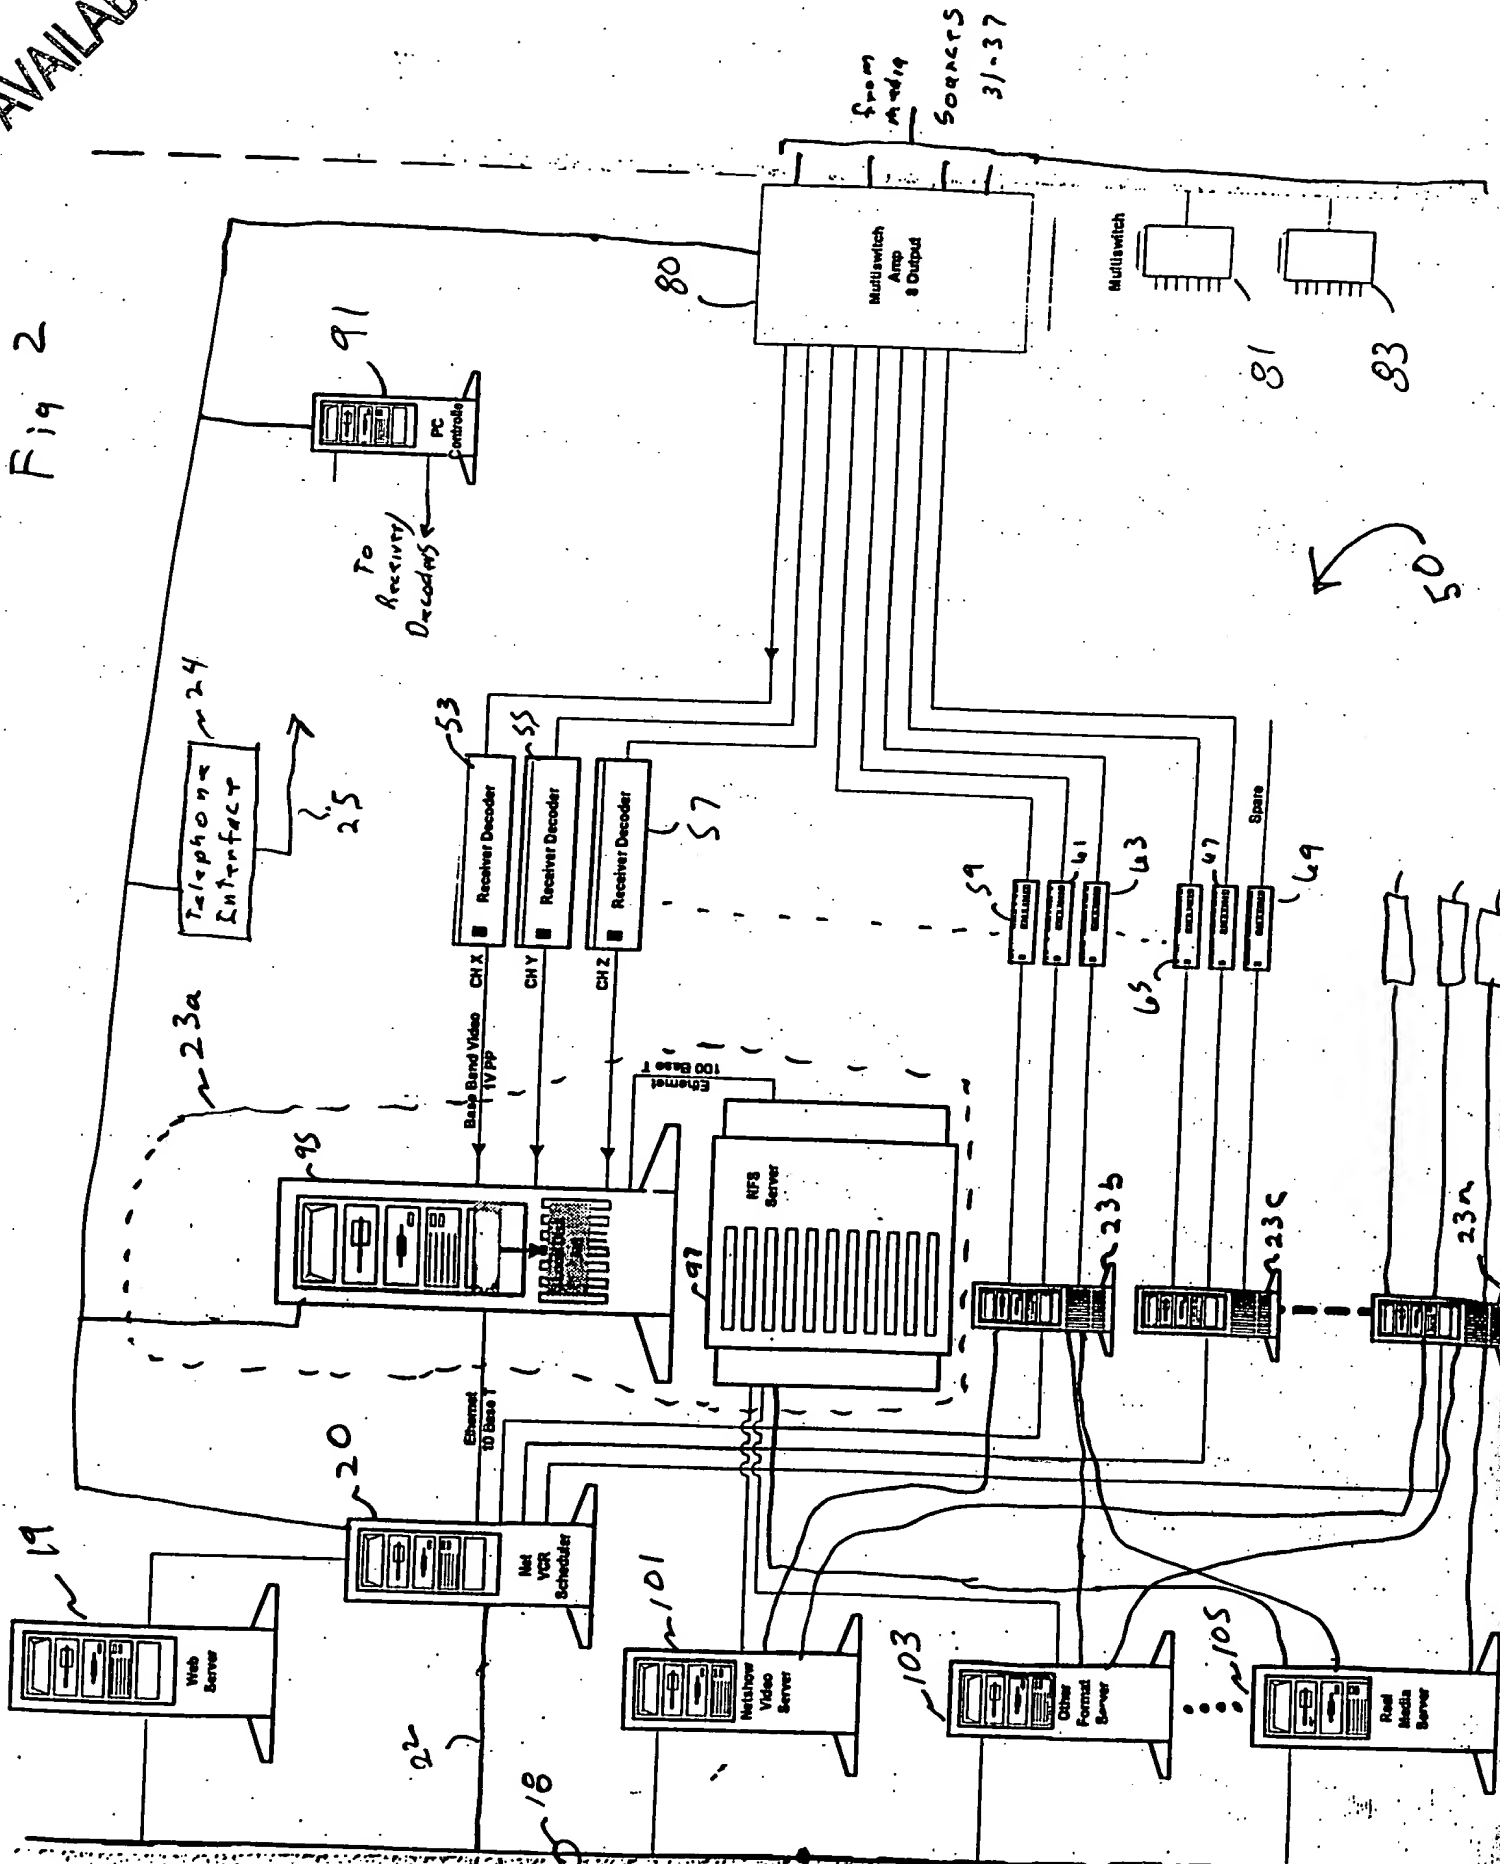 AVAILAB
Fig 2
19
Web
Server
20
Net
VCR
Scheduler
22
18
101
Netshow
Video
Server
103
Other
Format
Server
105
Real
Media
Server
Ethernet
10 Base T
23a
95
97
NFS
Server
Ethernet
100 Base T
23b
23c
23n
Telephone
Interface
24
25
Base Band Video
1V PP
CH X
CH Y
CH Z
Receiver Decoder
53
Receiver Decoder
55
Receiver Decoder
57
59
61
63
65
67
69
Spare
91
PC
Controller
To
Receiver/
Decoders
80
Multiswitch
Amp
8 Output
from
media
sources
31-37
Multiswitch
81
83
50